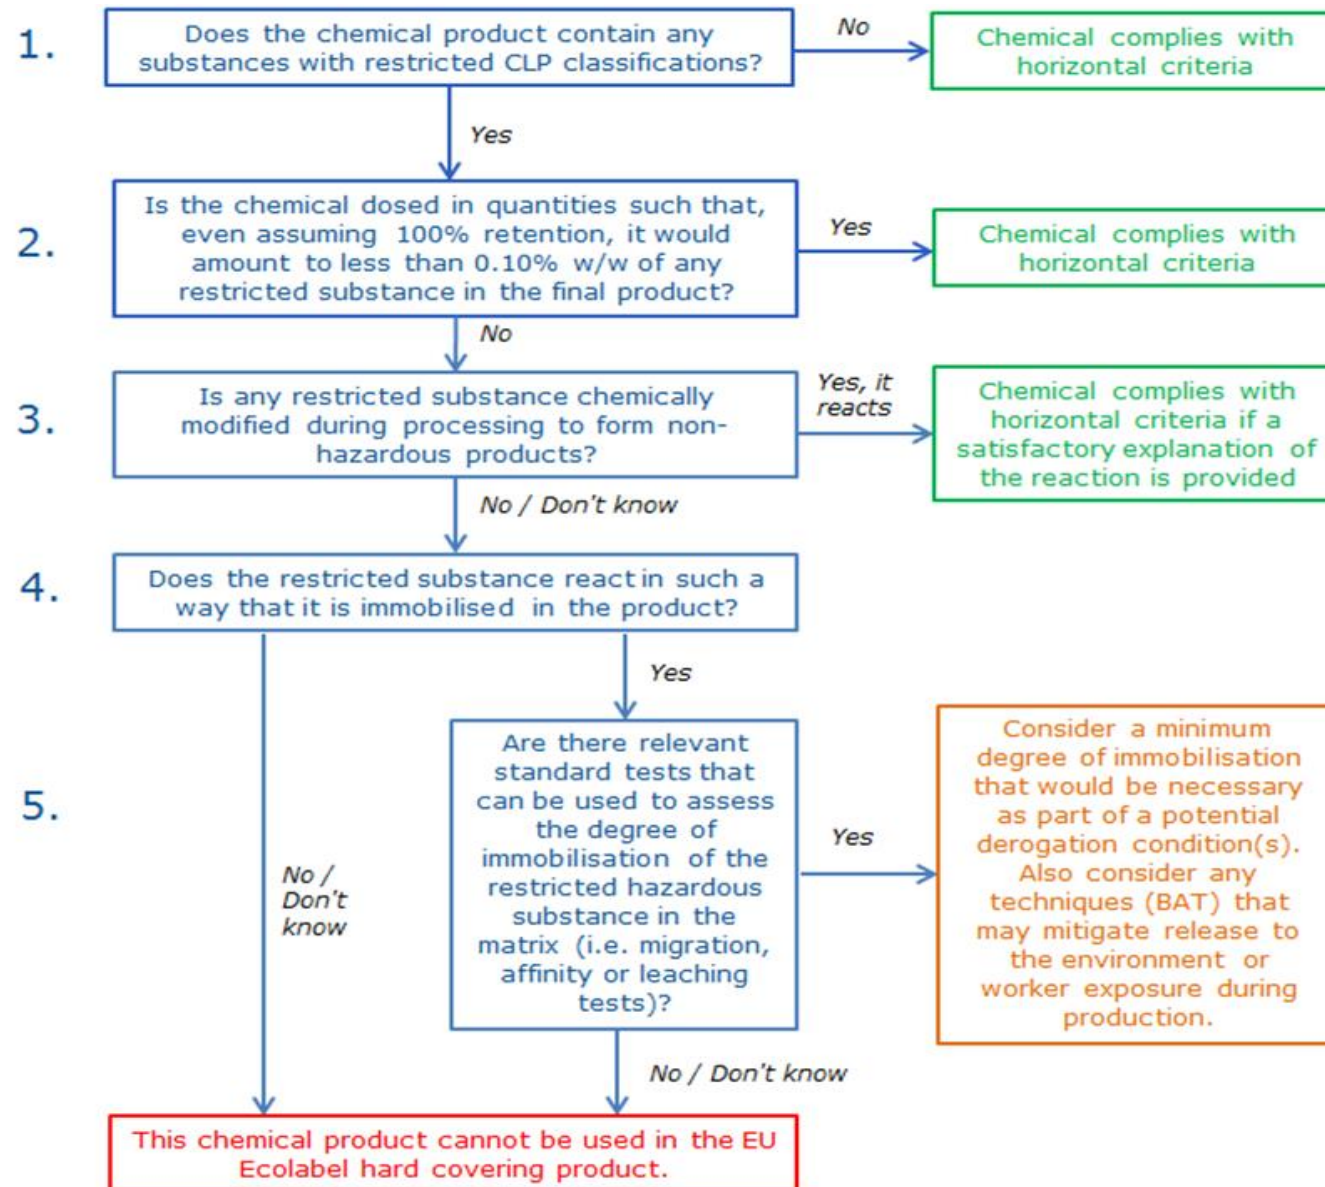 1.
Does the chemical product contain any
substances with restricted CLP classifications?
No
Chemical complies with
horizontal criteria
Yes
2.
Is the chemical dosed in quantities such that,
even assuming 100% retention, it would
amount to less than 0.10% w/w of any
restricted substance in the final product?
Yes
Chemical complies with
horizontal criteria
No
3.
Is any restricted substance chemically
modified during processing to form non-
hazardous products?
Yes, it
reacts
Chemical complies with
horizontal criteria if a
satisfactory explanation of
the reaction is provided
No / Don't know
4.
Does the restricted substance react in such a
way that it is immobilised in the product?
Yes
5.
Are there relevant
standard tests that
can be used to assess
the degree of
immobilisation of the
restricted hazardous
substance in the
matrix (i.e. migration,
affinity or leaching
tests)?
Yes
Consider a minimum
degree of immobilisation
that would be necessary
as part of a potential
derogation condition(s).
Also consider any
techniques (BAT) that
may mitigate release to
the environment or
worker exposure during
production.
No /
Don't
know
No / Don't know
This chemical product cannot be used in the EU
Ecolabel hard covering product.